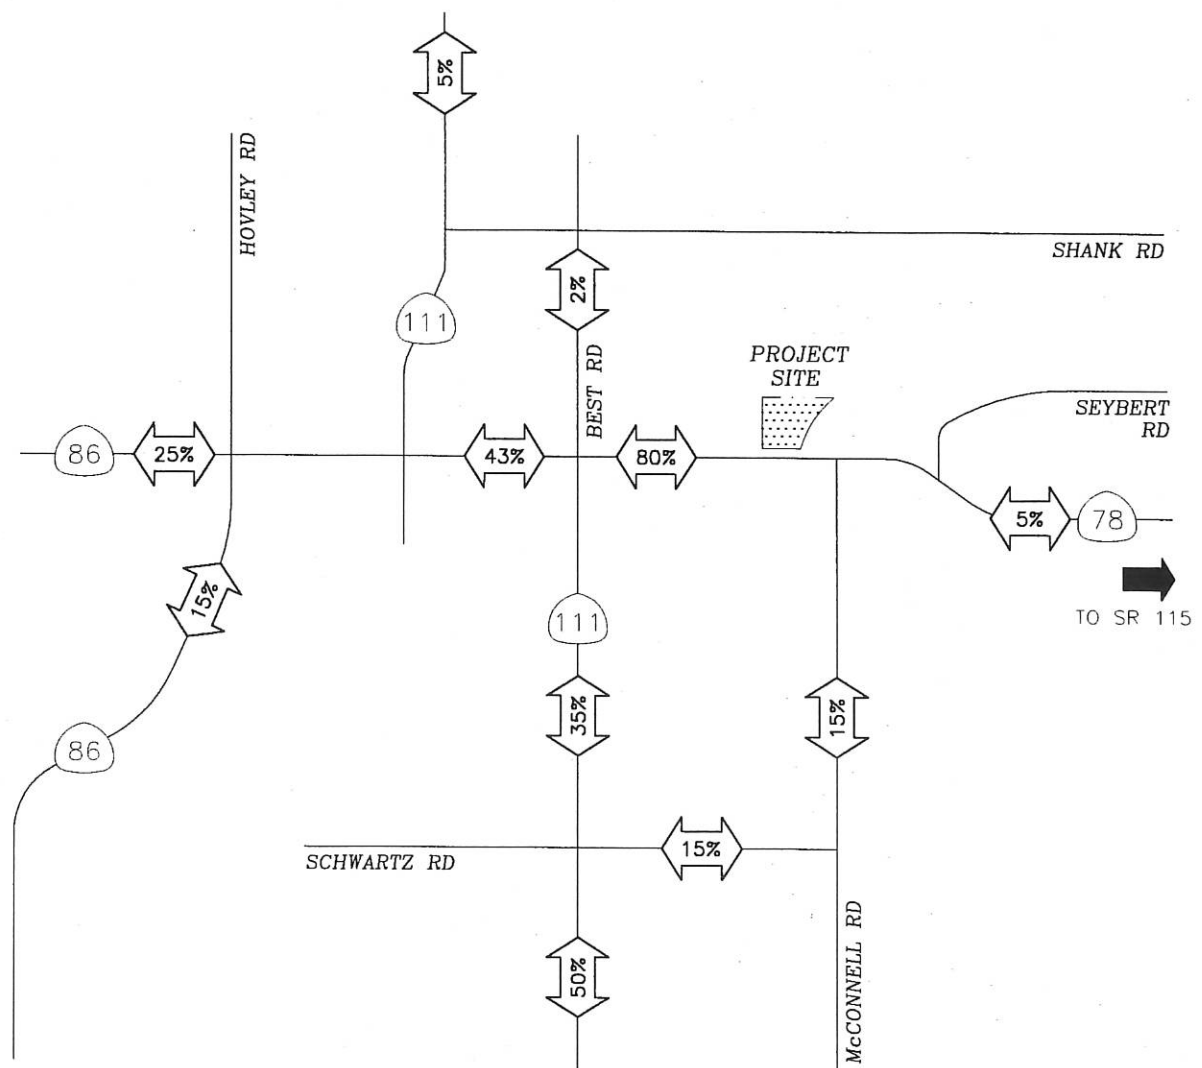 5%
HOVLEY RD
SHANK RD
2%
111
BEST RD
PROJECT
SITE
SEYBERT
RD
86
25%
43%
80%
5%
78
TO SR 115
15%
111
35%
15%
86
SCHWARTZ RD
15%
50%
McCONNELL RD